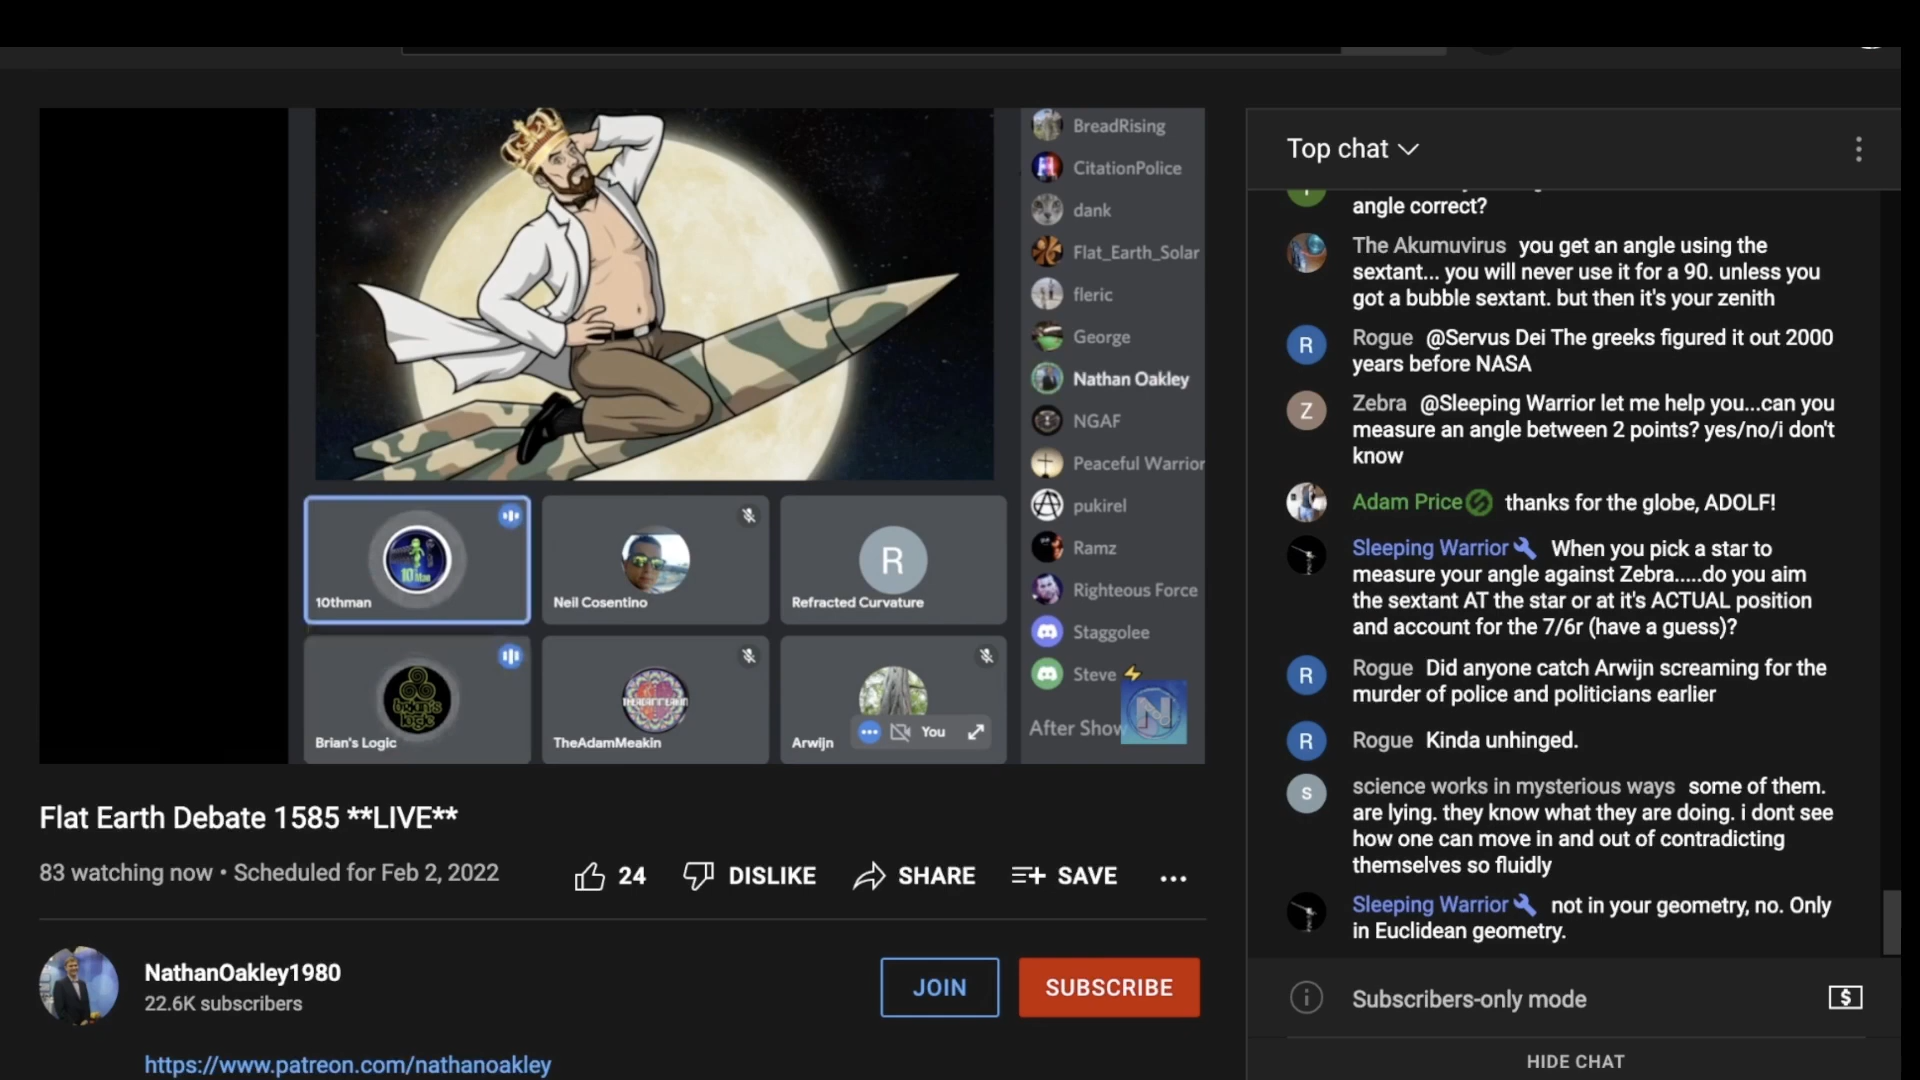 BreadRising
CitationPolice
dank
Flat_Earth_Solar
fleric
George
Nathan Oakley
NGAF
Peaceful Warrior
pukirel
Ramz
Righteous Force
Staggolee
Steve
After Show
N
10 Man
10thman
Neil Cosentino
R
Refracted Curvature
brian's
logic
Brian's Logic
THEADAMMEAKIN
TheAdamMeakin
Arwijn
You
Flat Earth Debate 1585 **LIVE**
83 watching now • Scheduled for Feb 2, 2022
24
DISLIKE
SHARE
SAVE
NathanOakley1980
22.6K subscribers
JOIN
SUBSCRIBE
https://www.patreon.com/nathanoakley
Top chat
angle correct?
The Akumuvirus you get an angle using the
sextant... you will never use it for a 90. unless you
got a bubble sextant. but then it's your zenith
R
Rogue @Servus Dei The greeks figured it out 2000
years before NASA
Z
Zebra @Sleeping Warrior let me help you...can you
measure an angle between 2 points? yes/no/i don't
know
Adam Price thanks for the globe, ADOLF!
Sleeping Warrior When you pick a star to
measure your angle against Zebra.....do you aim
the sextant AT the star or at it's ACTUAL position
and account for the 7/6r (have a guess)?
R
Rogue Did anyone catch Arwijn screaming for the
murder of police and politicians earlier
R
Rogue Kinda unhinged.
S
science works in mysterious ways some of them.
are lying. they know what they are doing. i dont see
how one can move in and out of contradicting
themselves so fluidly
Sleeping Warrior not in your geometry, no. Only
in Euclidean geometry.
Subscribers-only mode
$
HIDE CHAT